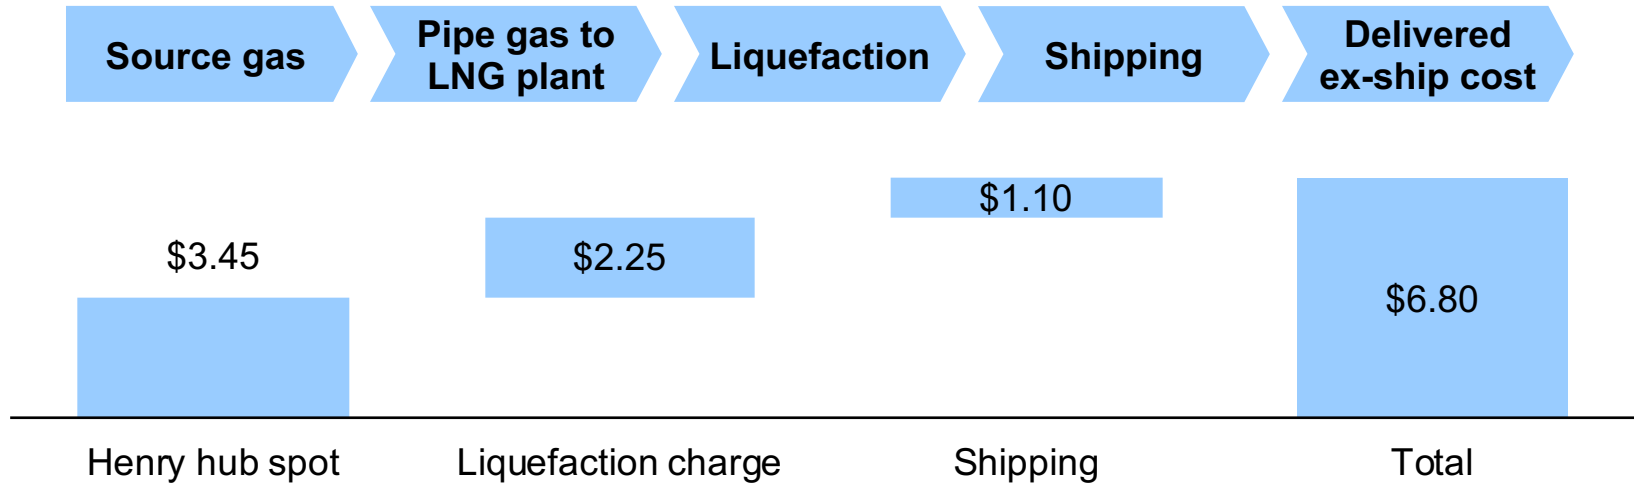 Source gas
Pipe gas to
LNG plant
Liquefaction
Shipping
Delivered
ex-ship cost
$3.45
$2.25
$1.10
$6.80
Henry hub spot
Liquefaction charge
Shipping
Total